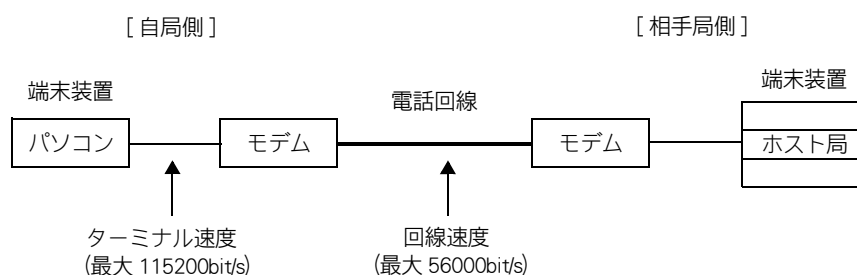 [ 自局側 ]
[ 相手局側 ]
端末装置
電話回線
端末装置
パソコン
モデム
モデム
ホスト局
ターミナル速度
(最大 115200bit/s)
回線速度
(最大 56000bit/s)